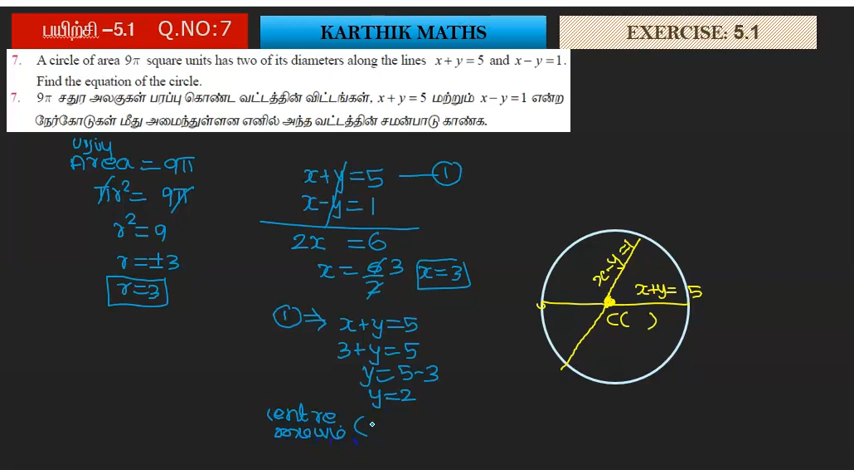 பயிற்சி –5.1 Q.NO:7
KARTHIK MATHS
EXERCISE: 5.1
7. A circle of area 9π square units has two of its diameters along the lines x + y = 5 and x − y = 1.
Find the equation of the circle.
7. 9π சதுர அலகுகள் பரப்பு கொண்ட வட்டத்தின் விட்டங்கள், x + y = 5 மற்றும் x − y = 1 என்ற
நேர்கோடுகள் மீது அமைந்துள்ளன எனில் அந்த வட்டத்தின் சமன்பாடு காண்க.
Area = 9π
πr² = 9π
r² = 9
r = ±3
r = 3
x+y = 5 — ①
x-y = 1
2x = 6
x = 6/2 3 x = 3
① ⇒ x+y = 5
3+y = 5
y = 5-3
y = 2
centre
மையம் (
x-y=1
x+y= 5
C( )